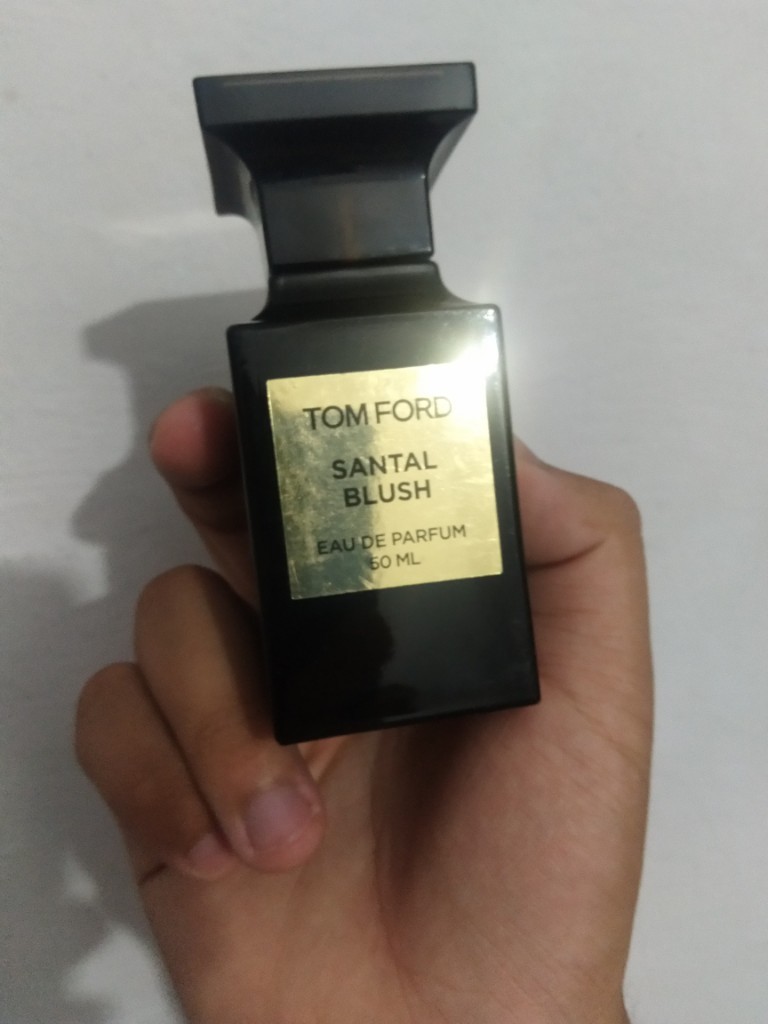 TOM FORD
SANTAL
BLUSH
EAU DE PARFUM
50 ML